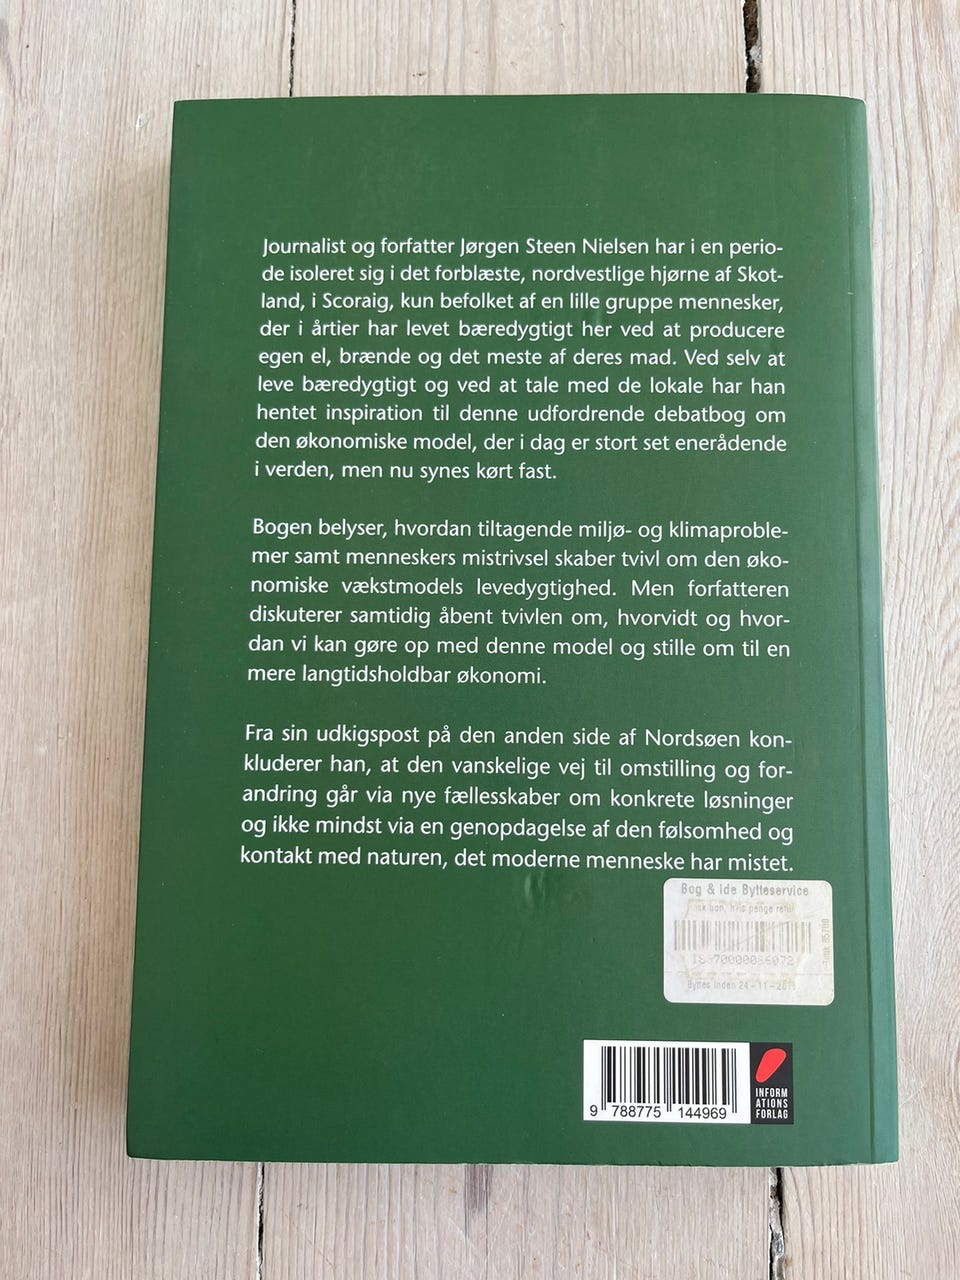 Journalist og forfatter Jørgen Steen Nielsen har i en perio-
de isoleret sig i det forblæste, nordvestlige hjørne af Skot-
land, i Scoraig, kun befolket af en lille gruppe mennesker,
der i årtier har levet bæredygtigt her ved at producere
egen el, brænde og det meste af deres mad. Ved selv at
leve bæredygtigt og ved at tale med de lokale har han
hentet inspiration til denne udfordrende debatbog om
den økonomiske model, der i dag er stort set enerådende
i verden, men nu synes kørt fast.
Bogen belyser, hvordan tiltagende miljø- og klimaproble-
mer samt menneskers mistrivsel skaber tvivl om den øko-
nomiske vækstmodels levedygtighed. Men forfatteren
diskuterer samtidig åbent tvivlen om, hvorvidt og hvor-
dan vi kan gøre op med denne model og stille om til en
mere langtidsholdbar økonomi.
Fra sin udkigspost på den anden side af Nordsøen kon-
kluderer han, at den vanskelige vej til omstilling og for-
andring går via nye fællesskaber om konkrete løsninger
og ikke mindst via en genopdagelse af den følsomhed og
kontakt med naturen, det moderne menneske har mistet.
Bog & ide Bytteservice
bon, hvis penge retur
Byttes inden 24-11-
9 788775 144969
INFORM
ATIONS
FORLAG